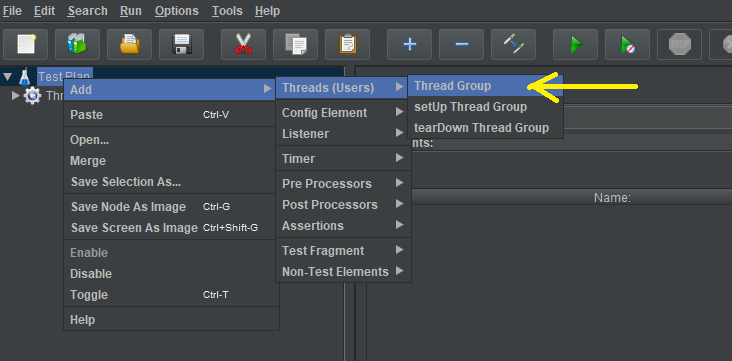 File Edit Search Run Options Tools Help
STOP
Test Plan
Add
Threads (Users)
Thread Group
Paste Ctrl-V
Config Element
setUp Thread Group
Listener
tearDown Thread Group
Open...
Merge
Timer
Save Selection As...
Pre Processors
Name:
Save Node As Image Ctrl-G
Post Processors
Save Screen As Image Ctrl+Shift-G
Assertions
Enable
Test Fragment
Disable
Non-Test Elements
Toggle Ctrl-T
Help